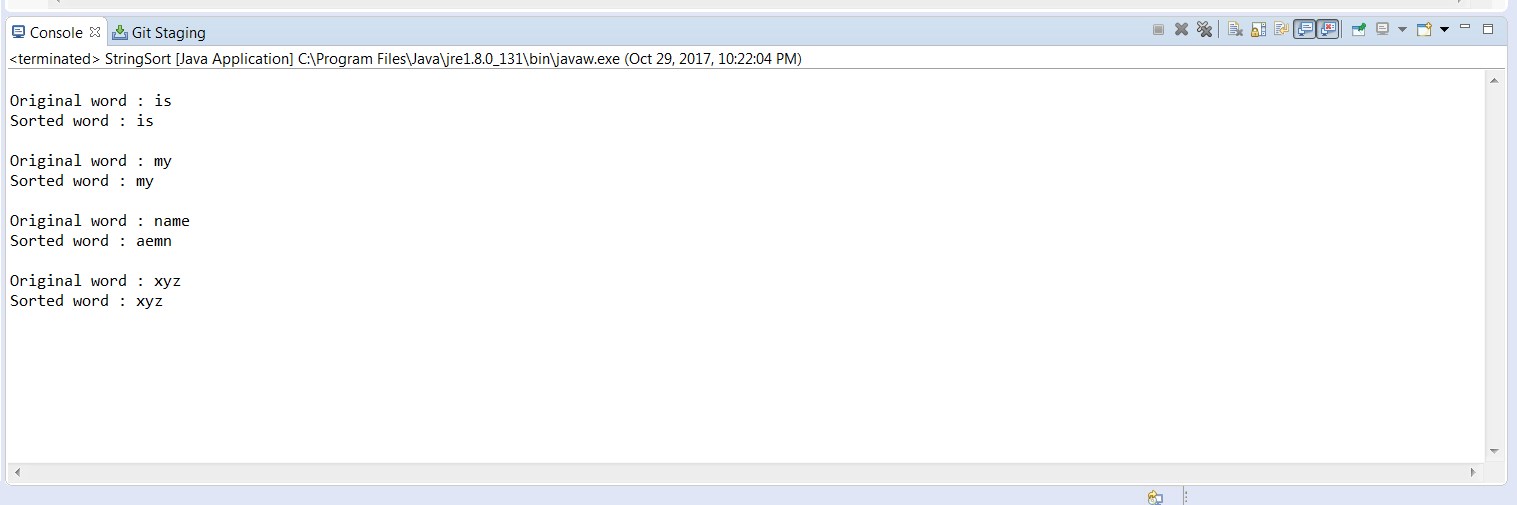 Console Git Staging
<terminated> StringSort [Java Application] C:\Program Files\Java\jre1.8.0_131\bin\javaw.exe (Oct 29, 2017, 10:22:04 PM)
Original word : is
Sorted word : is
Original word : my
Sorted word : my
Original word : name
Sorted word : aemn
Original word : xyz
Sorted word : xyz